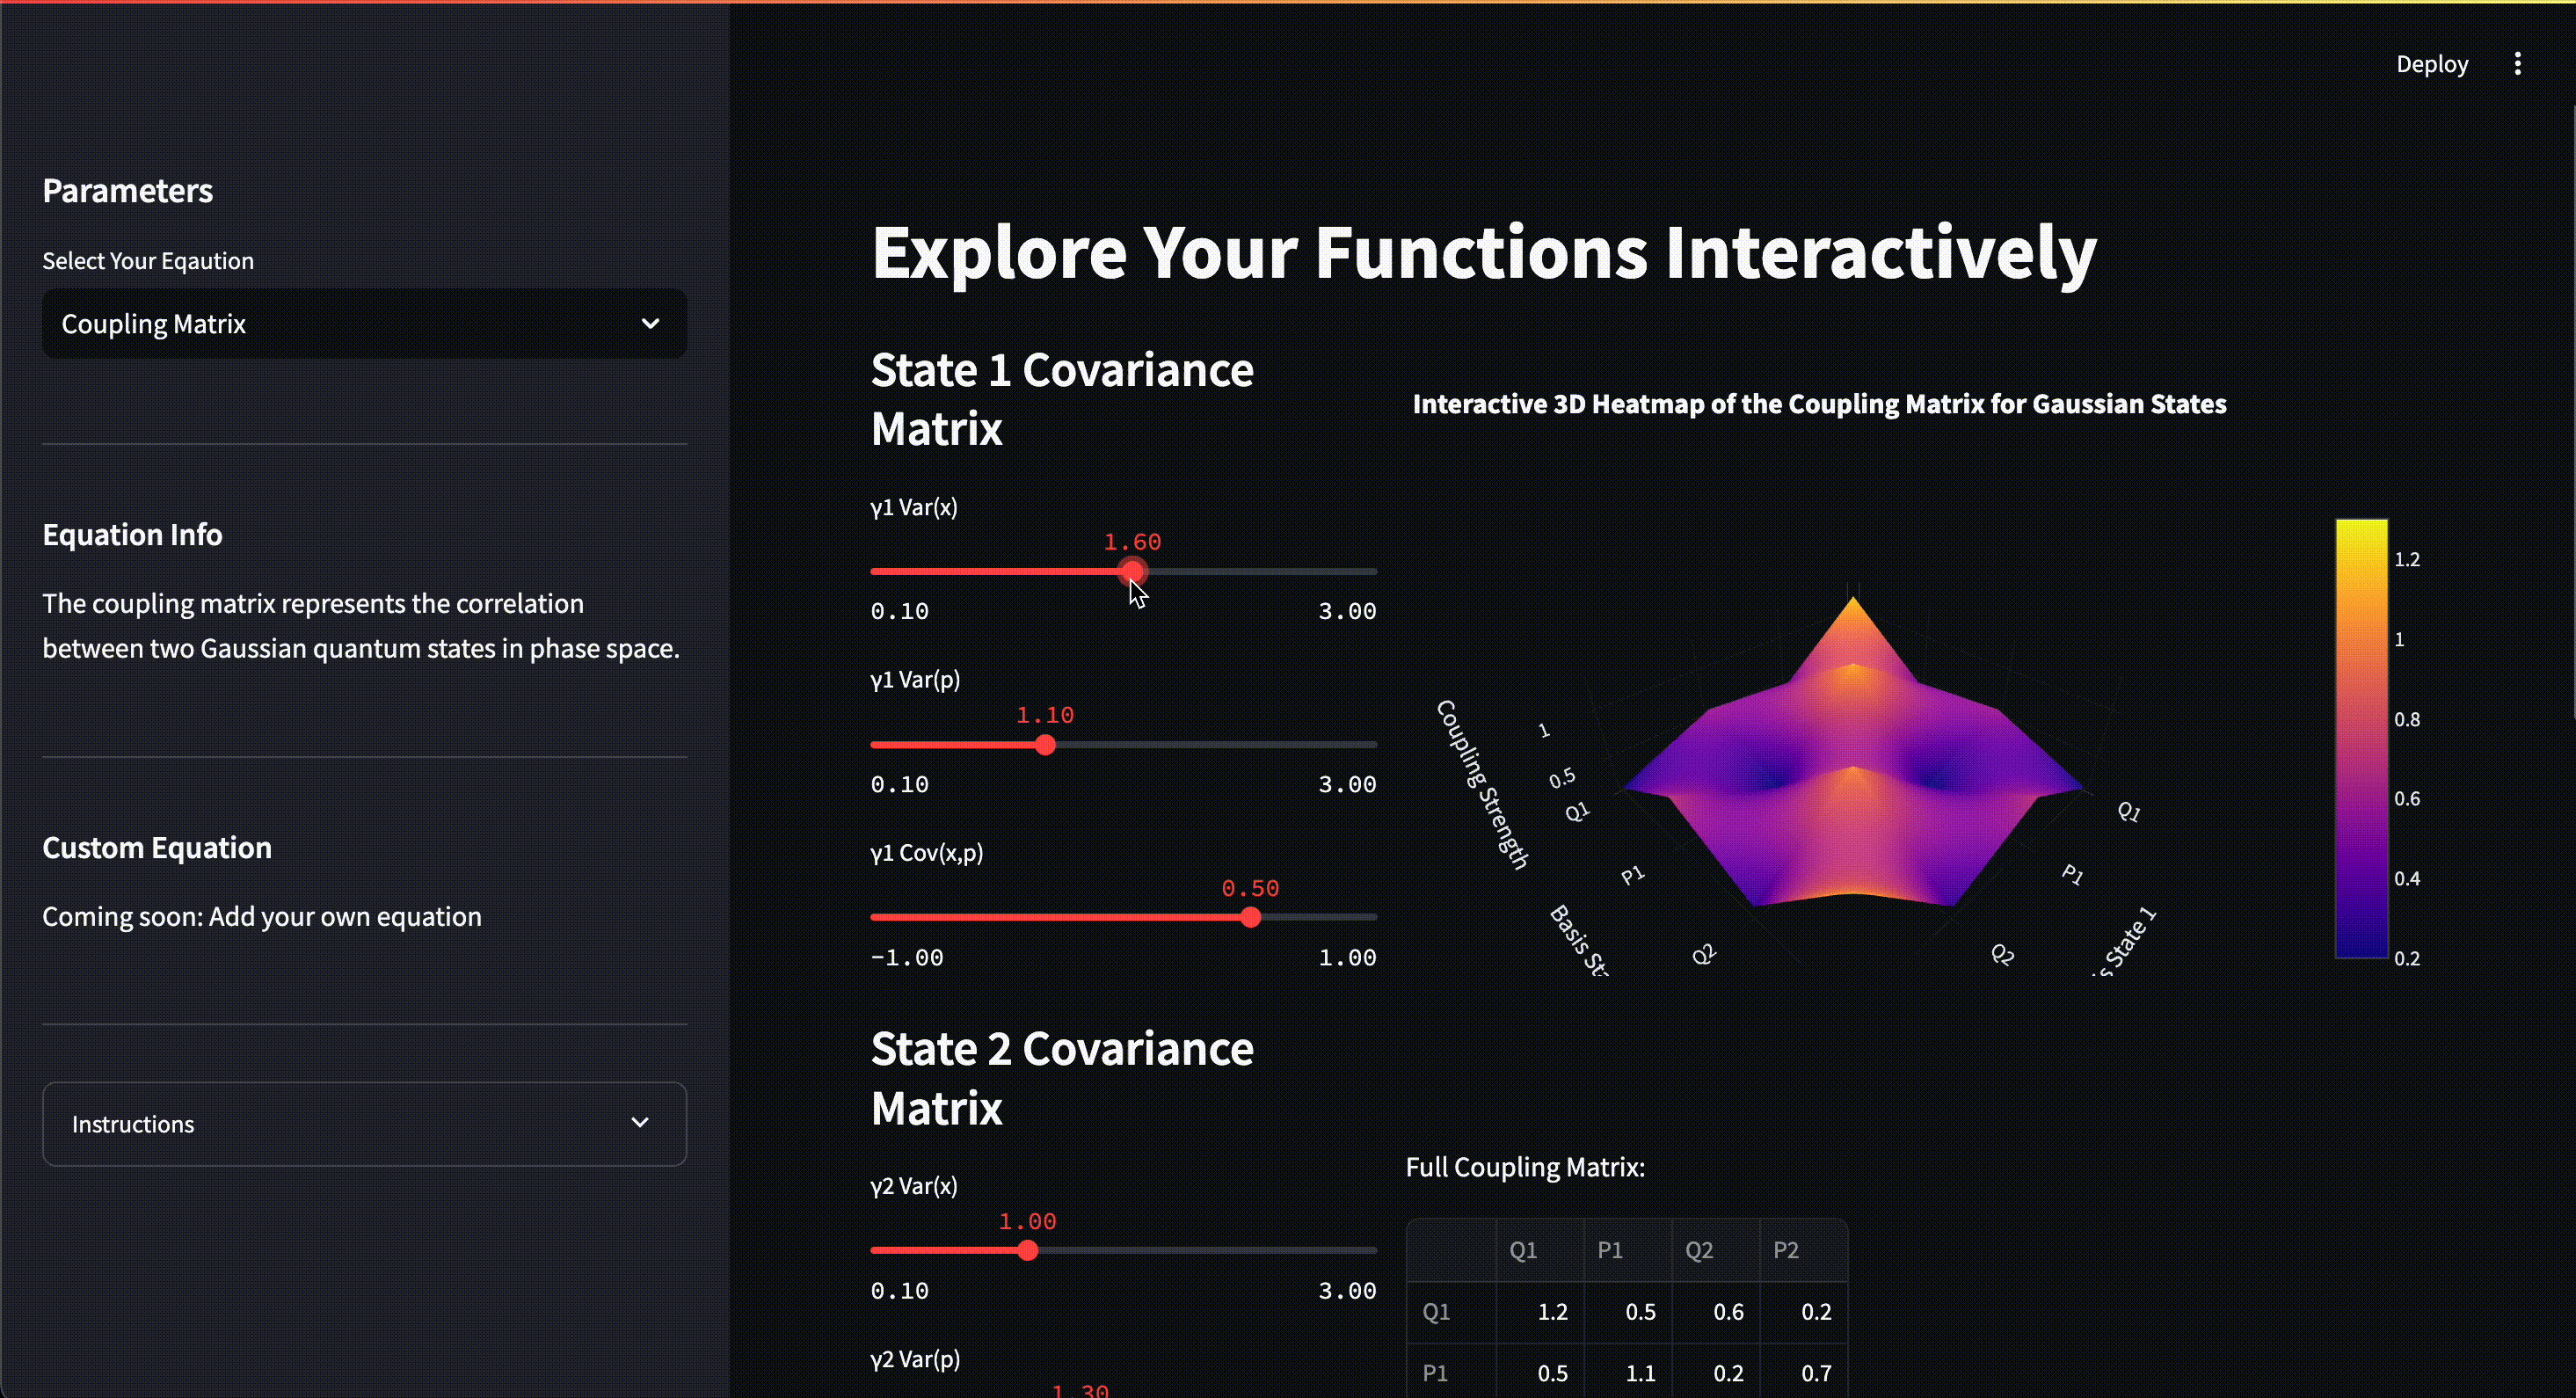 Deploy
Parameters
Select Your Eqaution
Coupling Matrix
Equation Info
The coupling matrix represents the correlation
between two Gaussian quantum states in phase space.
Custom Equation
Coming soon: Add your own equation
Instructions
Explore Your Functions Interactively
State 1 Covariance
Matrix
γ1 Var(x)
1.60
0.10 3.00
γ1 Var(p)
1.10
0.10 3.00
γ1 Cov(x,p)
0.50
−1.00 1.00
State 2 Covariance
Matrix
γ2 Var(x)
1.00
0.10 3.00
γ2 Var(p)
1.30
Interactive 3D Heatmap of the Coupling Matrix for Gaussian States
Coupling Strength
1
0.5
Q1
P1
Q2
Basis St
Q1
P1
Q2
s State 1
1.2
1
0.8
0.6
0.4
0.2
Full Coupling Matrix:
Q1 P1 Q2 P2
Q1 1.2 0.5 0.6 0.2
P1 0.5 1.1 0.2 0.7